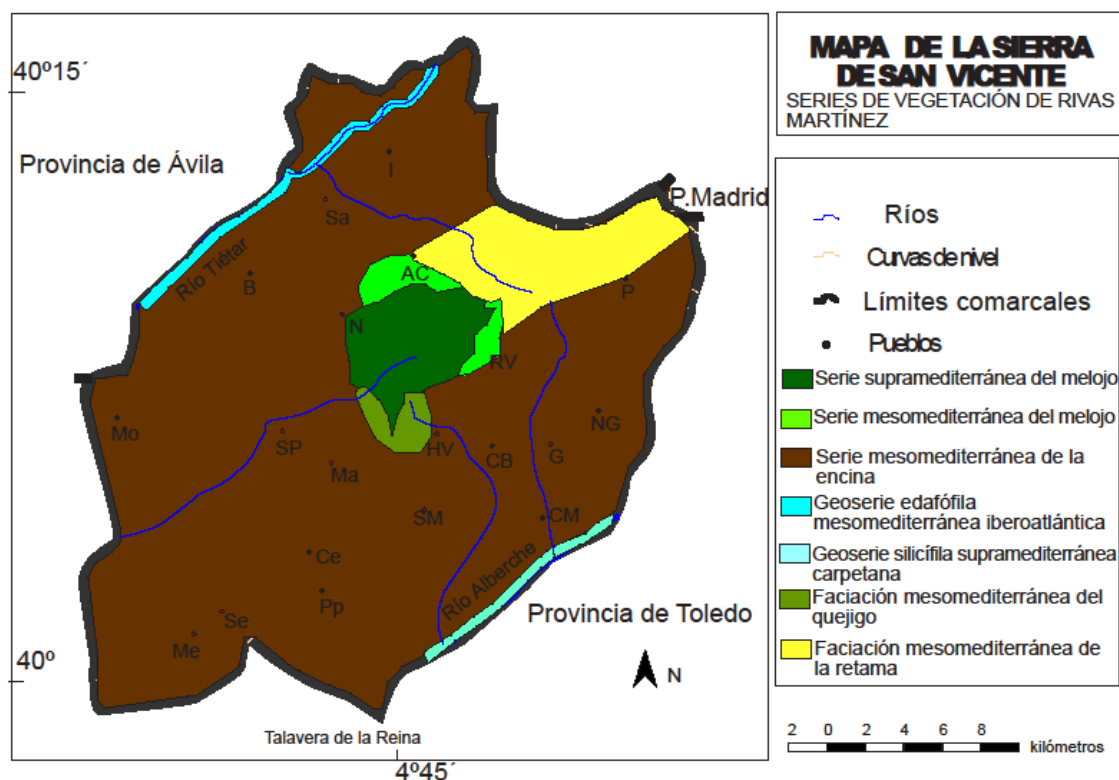 MAPA DE LA SIERRA
DE SAN VICENTE
SERIES DE VEGETACIÓN DE RIVAS
MARTÍNEZ
40º15´
Provincia de Ávila
P.Madrid
I
Sa
Río Tiétar
B
AC
P
N
RV
Mo
SP
HV
CB
G
NG
Ma
SM
CM
Ce
Río Alberche
Pp
Se
Provincia de Toledo
Me
40º
N
Talavera de la Reina
4º45´
Ríos
Curvas de nivel
Límites comarcales
Pueblos
Serie supramediterránea del melojo
Serie mesomediterránea del melojo
Serie mesomediterránea de la
encina
Geoserie edafófila
mesomediterránea iberoatlántica
Geoserie silicífila supramediterránea
carpetana
Faciación mesomediterránea del
quejigo
Faciación mesomediterránea de
la retama
2 0 2 4 6 8
kilómetros